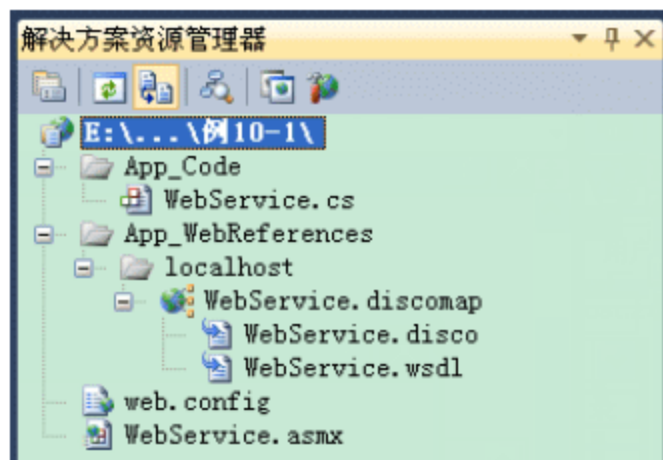 解决方案资源管理器
E:\...\例10-1\
App_Code
WebService.cs
App_WebReferences
localhost
WebService.discomap
WebService.disco
WebService.wsdl
web.config
WebService.asmx